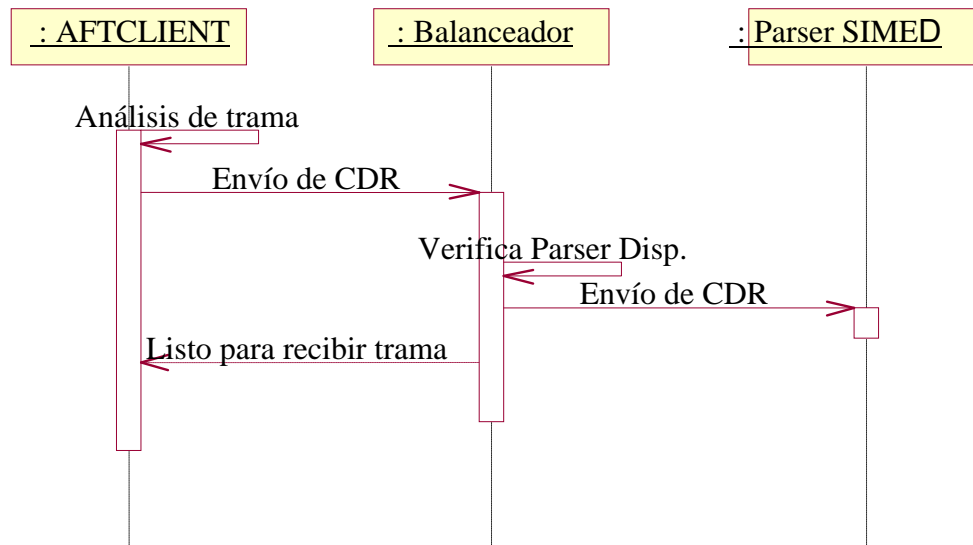 : AFTCLIENT
: Balanceador
: Parser SIMED
Análisis de trama
Envío de CDR
Verifica Parser Disp.
Envío de CDR
Listo para recibir trama